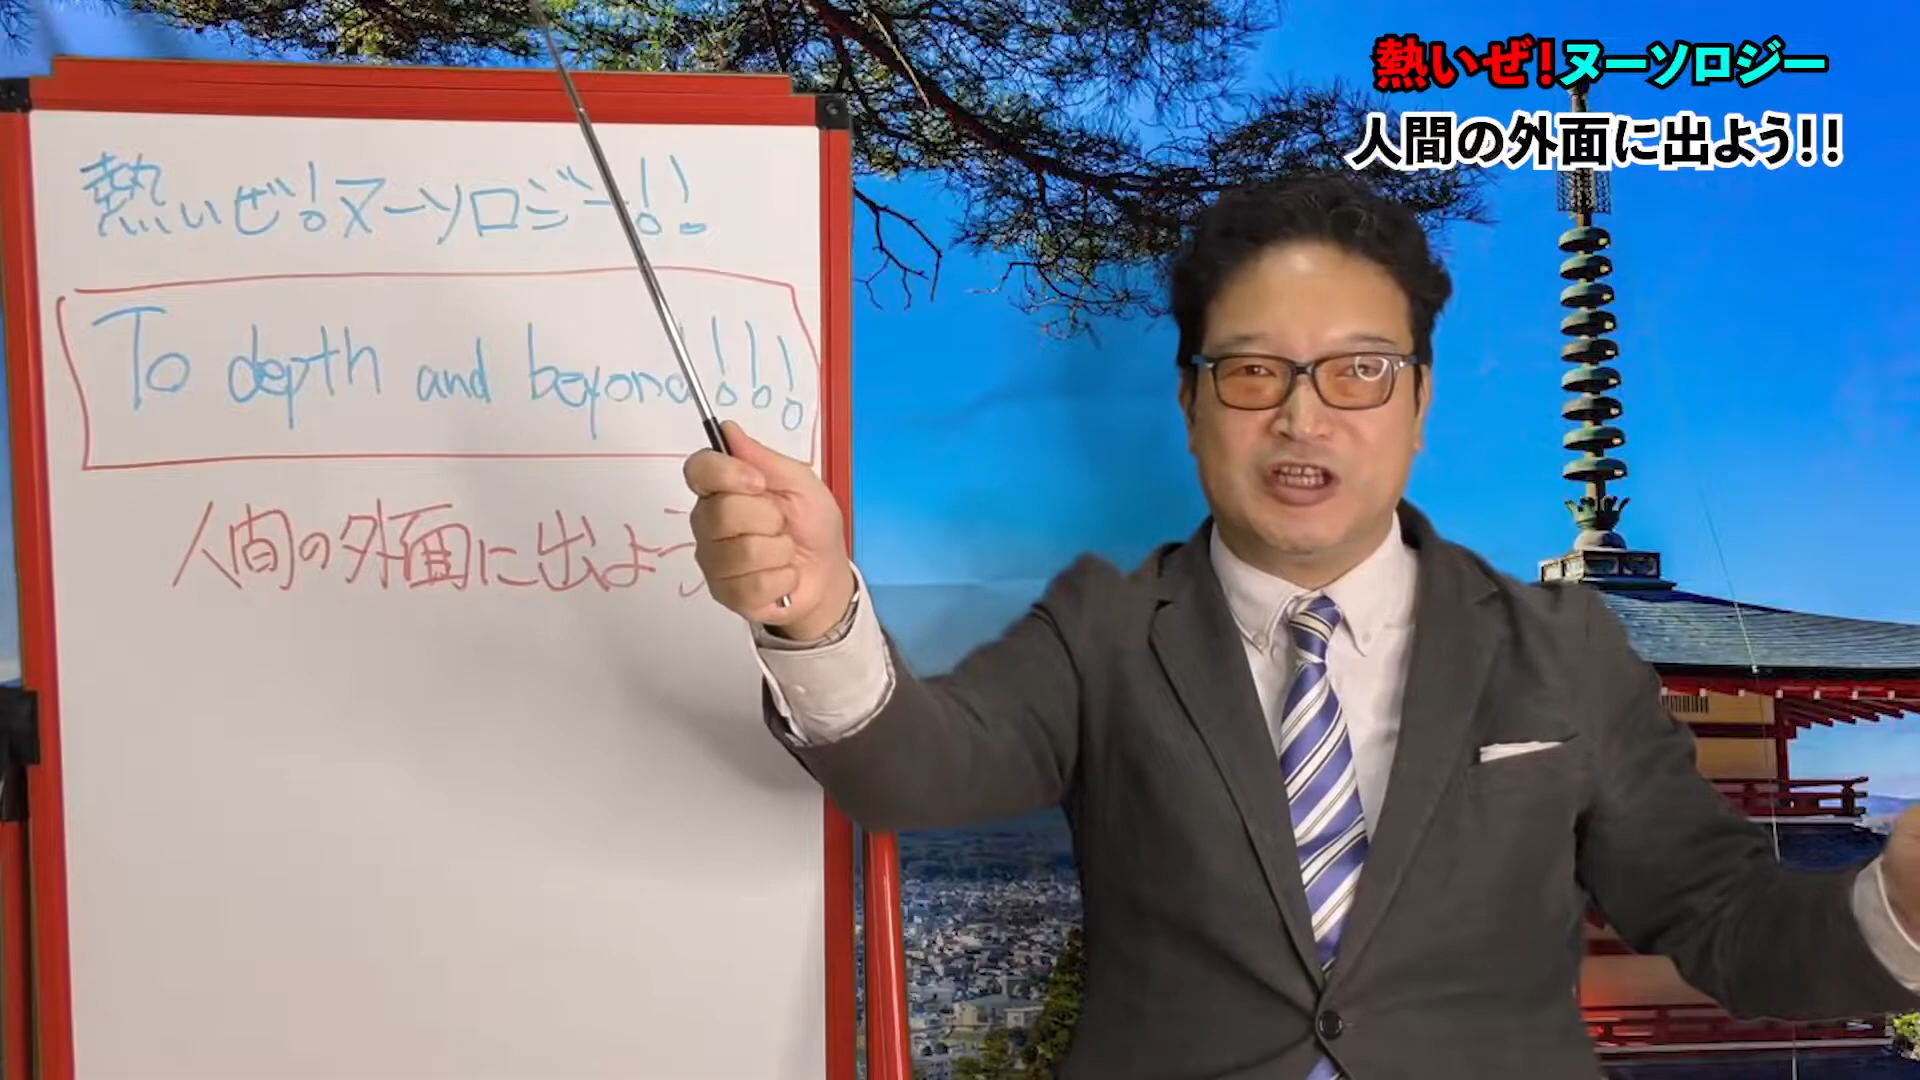 熱いぜ!ヌーソロジー
人間の外面に出よう!!
熱いぜ!ヌーソロジー!!
To depth and beyond!!!
人間の外面に出よう